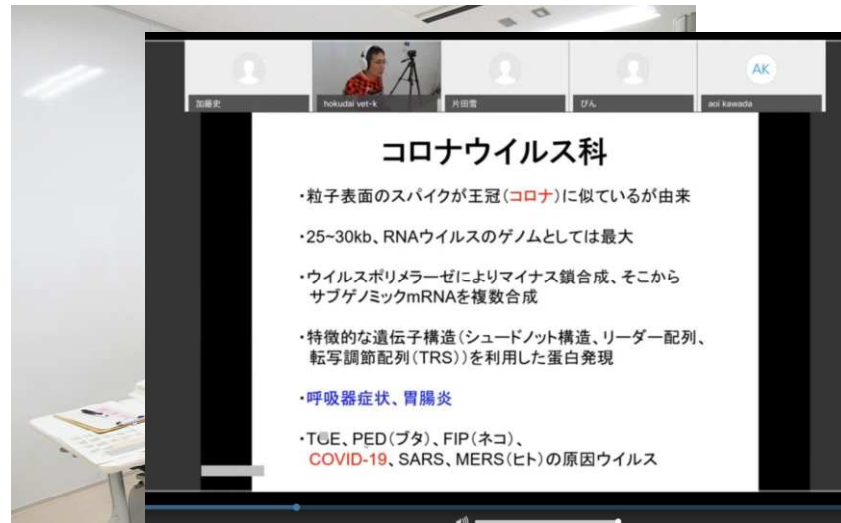 加藤史
hokudai vet-k
片田雪
びん
AK
aoi kawada
コロナウイルス科
・粒子表面のスパイクが王冠(コロナ)に似ているが由来
・25~30kb、RNAウイルスのゲノムとしては最大
・ウイルスポリメラーゼによりマイナス鎖合成、そこから
サブゲノミックmRNAを複数合成
・特徴的な遺伝子構造(シュードノット構造、リーダー配列、
転写調節配列(TRS))を利用した蛋白発現
・呼吸器症状、胃腸炎
・TGE、PED(ブタ)、FIP(ネコ)、
COVID-19、SARS、MERS(ヒト)の原因ウイルス